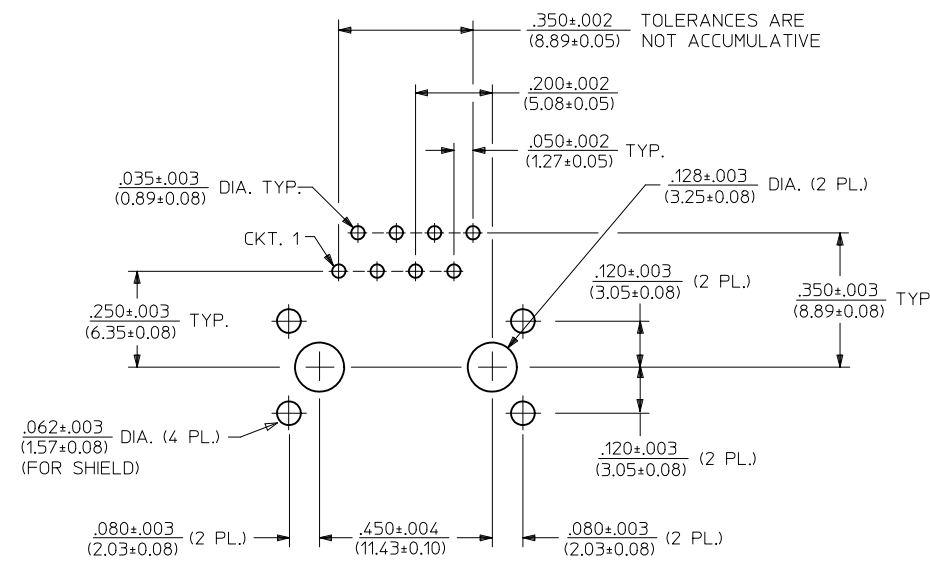 .350±.002 TOLERANCES ARE
(8.89±0.05) NOT ACCUMULATIVE
.200±.002
(5.08±0.05)
.050±.002 TYP.
(1.27±0.05)
.035±.003 DIA. TYP.
(0.89±0.08)
.128±.003 DIA. (2 PL.)
(3.25±0.08)
CKT. 1
.120±.003 (2 PL.)
(3.05±0.08)
.350±.003 TYP
(8.89±0.08)
.250±.003 TYP.
(6.35±0.08)
.062±.003 DIA. (4 PL.)
(1.57±0.08)
(FOR SHIELD)
.120±.003 (2 PL.)
(3.05±0.08)
.080±.003 (2 PL.)
(2.03±0.08)
.450±.004
(11.43±0.10)
.080±.003 (2 PL.)
(2.03±0.08)